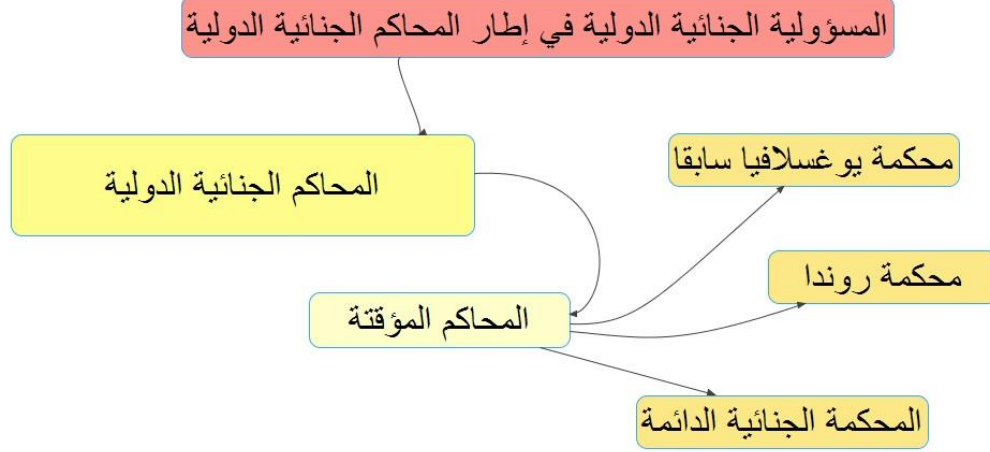 المسؤولية الجنائية الدولية في إطار المحاكم الجنائية الدولية
المحاكم الجنائية الدولية
محكمة يوغسلافيا سابقا
محكمة روندا
المحاكم المؤقتة
المحكمة الجنائية الدائمة